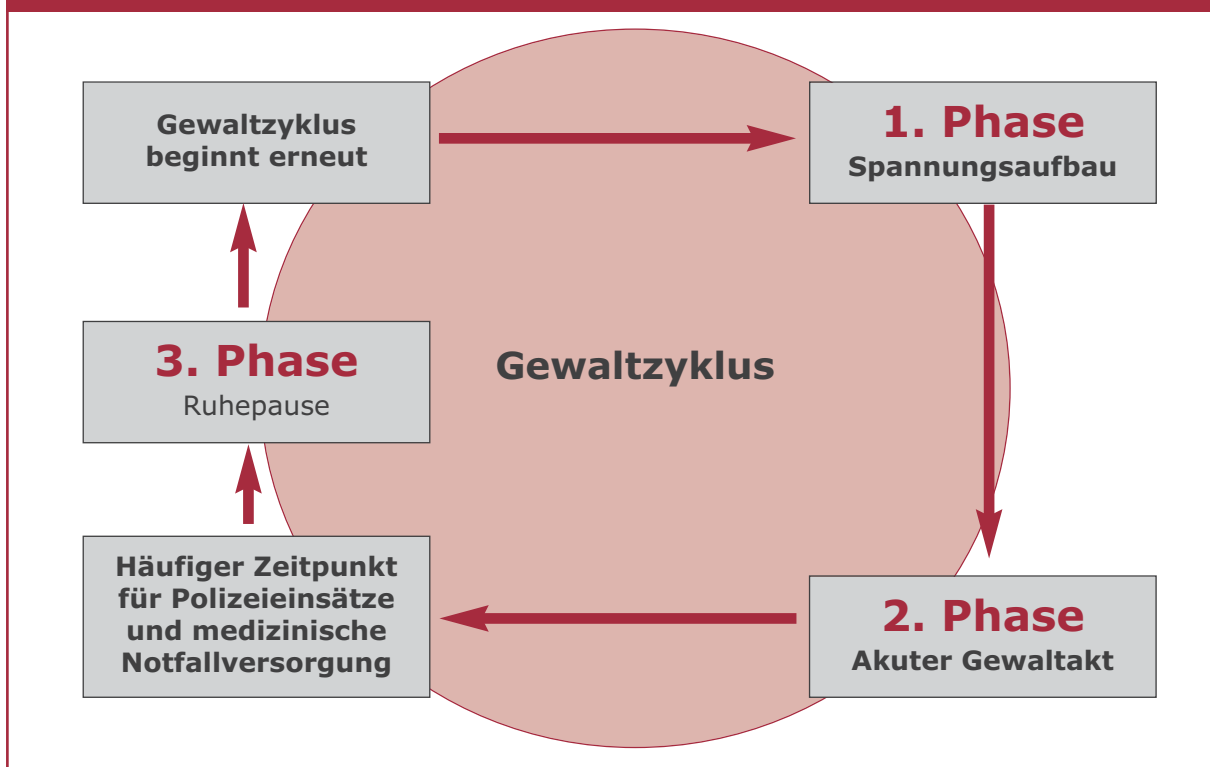 Gewaltzyklus
beginnt erneut
1. Phase
Spannungsaufbau
3. Phase
Ruhepause
Gewaltzyklus
Häufiger Zeitpunkt
für Polizeieinsätze
und medizinische
Notfallversorgung
2. Phase
Akuter Gewaltakt